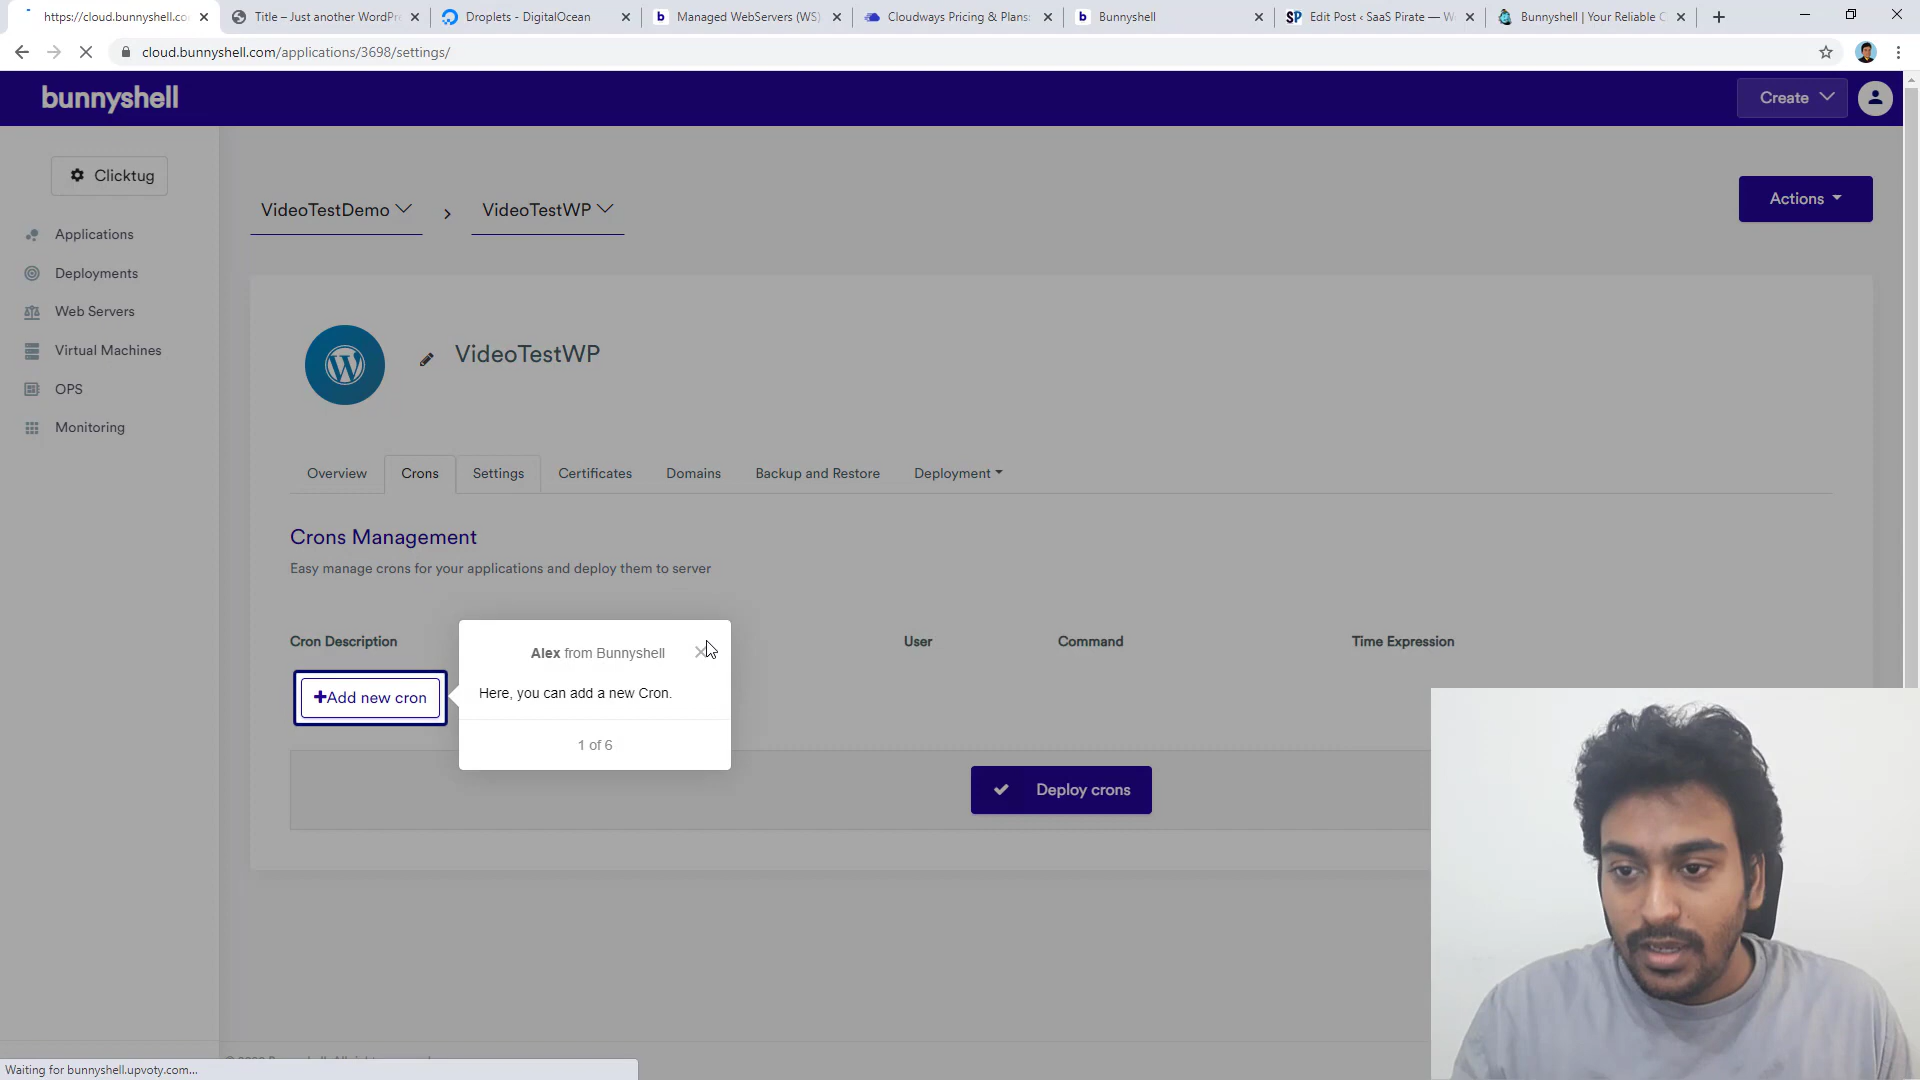 https://cloud.bunnyshell.co
Title – Just another WordPre
Droplets - DigitalOcean
Managed WebServers (WS)
Cloudways Pricing & Plans:
Bunnyshell
Edit Post ‹ SaaS Pirate — W
Bunnyshell | Your Reliable C
cloud.bunnyshell.com/applications/3698/settings/
bunnyshell
Create
Clicktug
Applications
Deployments
Web Servers
Virtual Machines
OPS
Monitoring
VideoTestDemo
VideoTestWP
Actions
VideoTestWP
Overview
Crons
Settings
Certificates
Domains
Backup and Restore
Deployment
Crons Management
Easy manage crons for your applications and deploy them to server
Cron Description
User
Command
Time Expression
Alex from Bunnyshell
Here, you can add a new Cron.
1 of 6
+Add new cron
Deploy crons
Waiting for bunnyshell.upvoty.com...